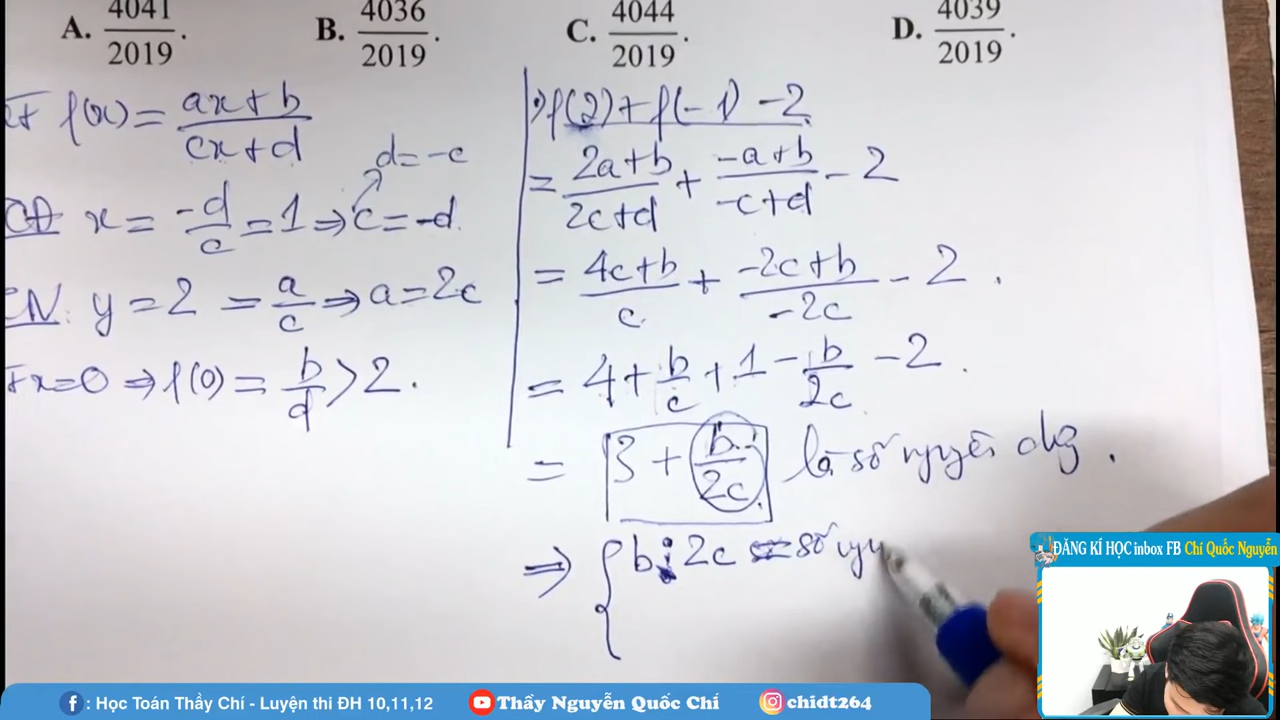 A. 4041/2019. B. 4036/2019. C. 4044/2019. D. 4039/2019.
f(x) = (ax+b)/(cx+d)
d = -c
x = -d/c = 1 ⇒ c = -d.
y = 2 = a/c ⇒ a = 2c
x=0 ⇒ f(0) = b/d > 2.
f(2) + f(-1) - 2
= (2a+b)/(2c+d) + (-a+b)/(-c+d) - 2
= (4c+b)/c + (-2c+b)/(-2c) - 2.
= 4 + b/c + 1 - b/2c - 2.
= 3 + b/2c là số nguyên dg.
⇒ { b ⋮ 2c số nguy
ĐĂNG KÍ HỌC inbox FB Chí Quốc Nguyễn
: Học Toán Thầy Chí - Luyện thi ĐH 10,11,12
Thầy Nguyễn Quốc Chí
chidt264